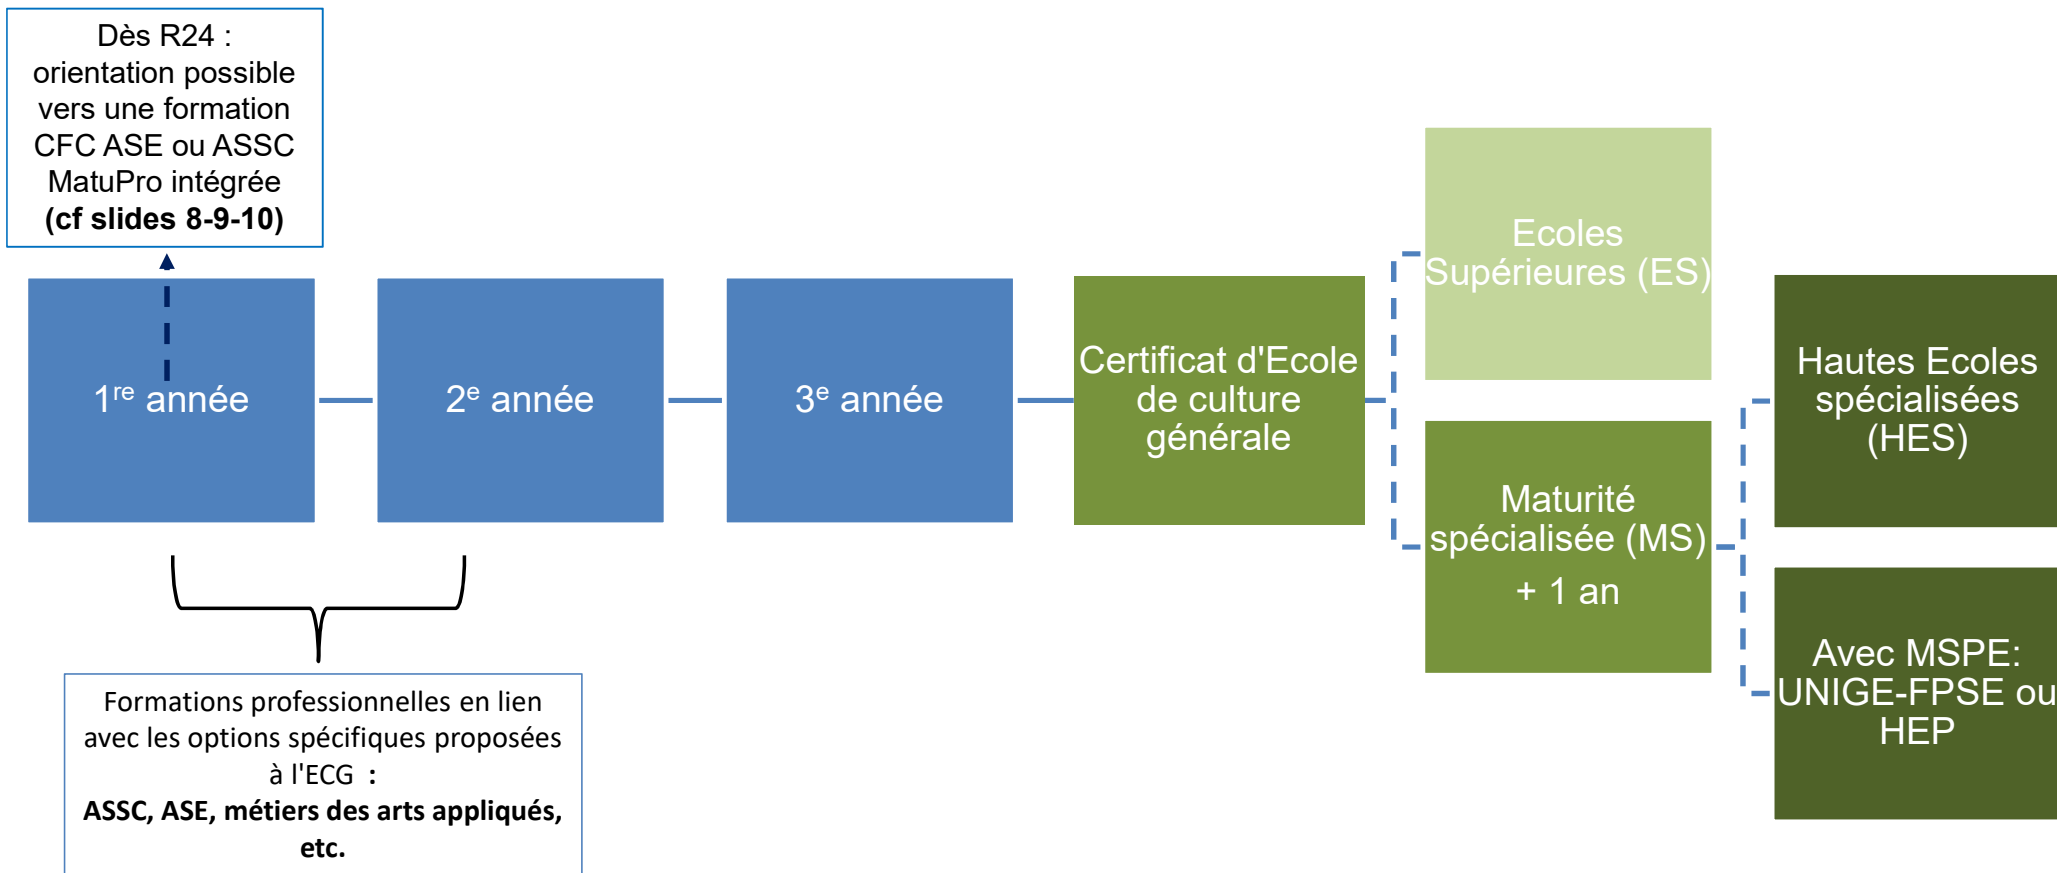 Dès R24 :
orientation possible
vers une formation
CFC ASE ou ASSC
MatuPro intégrée
(cf slides 8-9-10)
1re année
2e année
3e année
Certificat d'Ecole
de culture
générale
Ecoles
Supérieures (ES)
Maturité
spécialisée (MS)
+ 1 an
Hautes Ecoles
spécialisées
(HES)
Avec MSPE:
UNIGE-FPSE ou
HEP
Formations professionnelles en lien
avec les options spécifiques proposées
à l'ECG :
ASSC, ASE, métiers des arts appliqués,
etc.